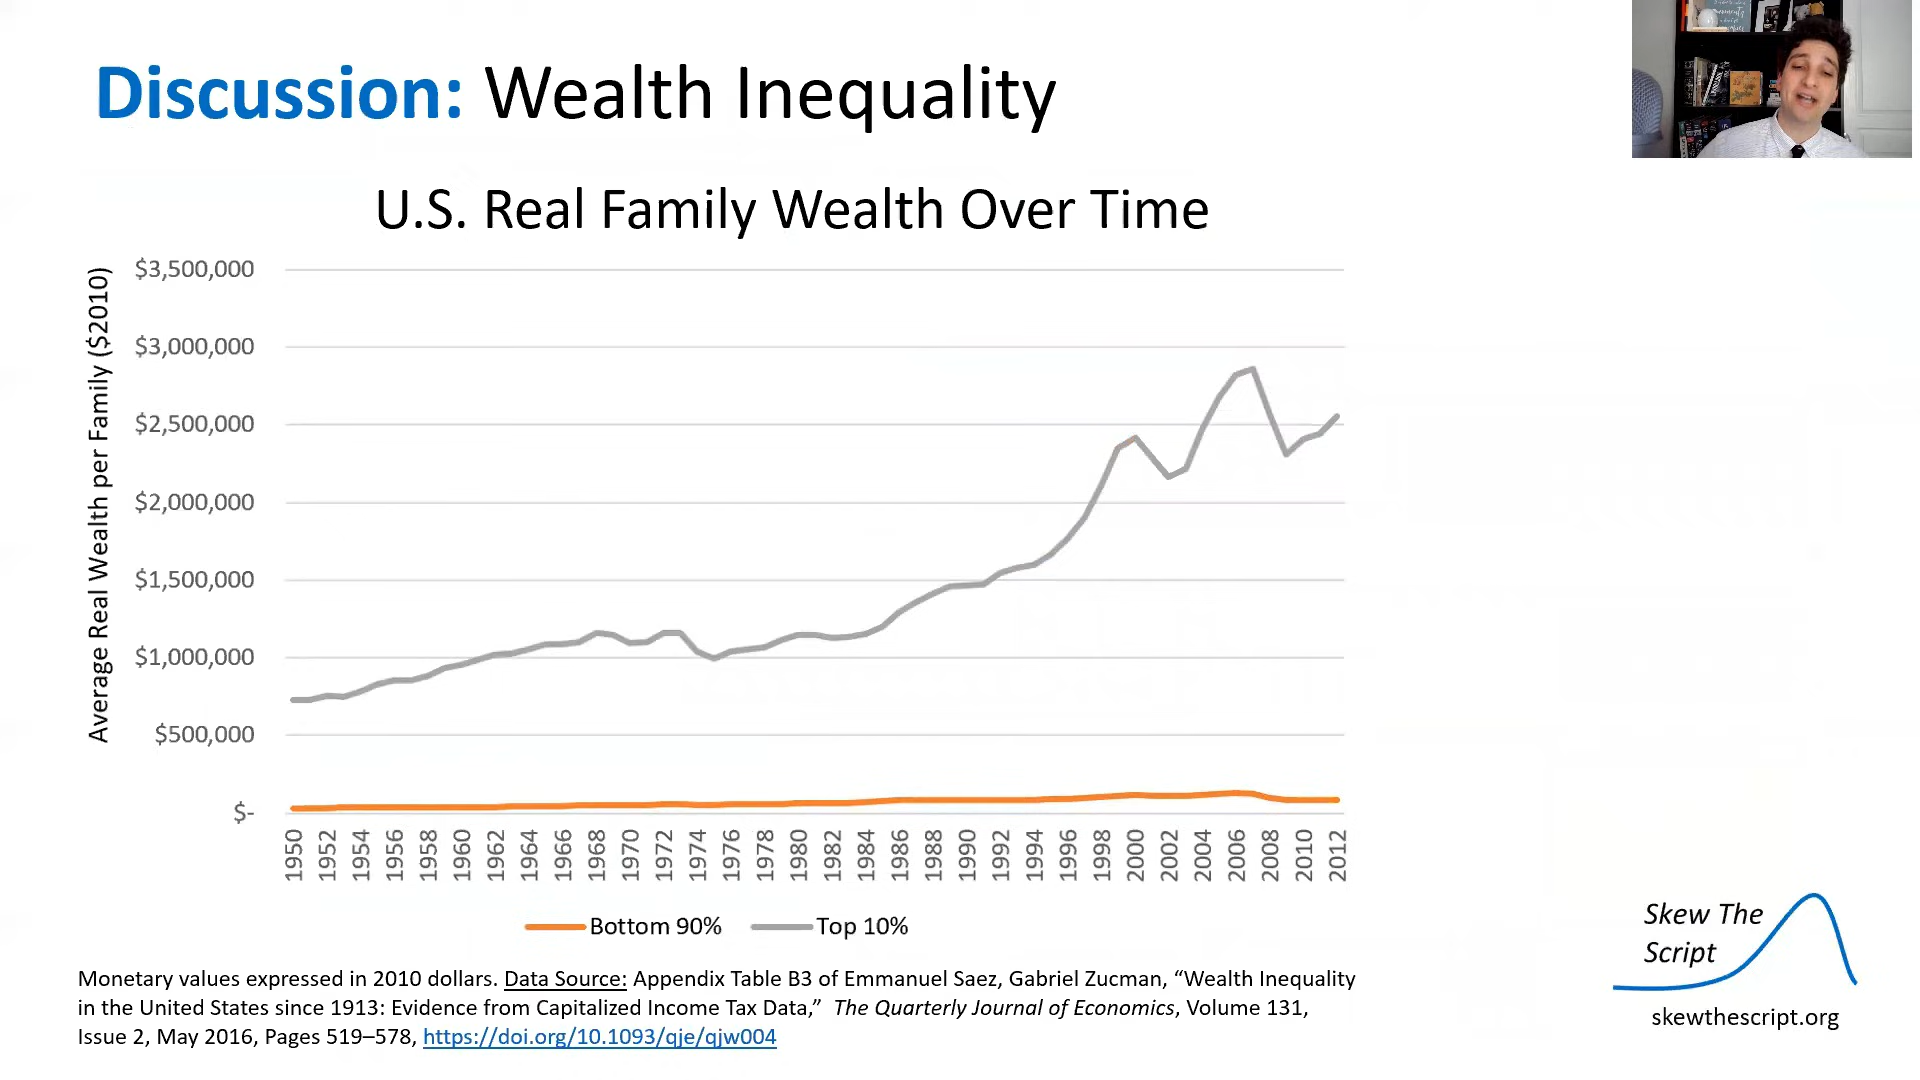 Discussion: Wealth Inequality
U.S. Real Family Wealth Over Time
Average Real Wealth per Family ($2010)
$3,500,000
$3,000,000
$2,500,000
$2,000,000
$1,500,000
$1,000,000
$500,000
$-
1950 1952 1954 1956 1958 1960 1962 1964 1966 1968 1970 1972 1974 1976 1978 1980 1982 1984 1986 1988 1990 1992 1994 1996 1998 2000 2002 2004 2006 2008 2010 2012
Bottom 90% Top 10%
Monetary values expressed in 2010 dollars. Data Source: Appendix Table B3 of Emmanuel Saez, Gabriel Zucman, “Wealth Inequality
in the United States since 1913: Evidence from Capitalized Income Tax Data,” The Quarterly Journal of Economics, Volume 131,
Issue 2, May 2016, Pages 519–578, https://doi.org/10.1093/qje/qjw004
Skew The
Script
skewthescript.org